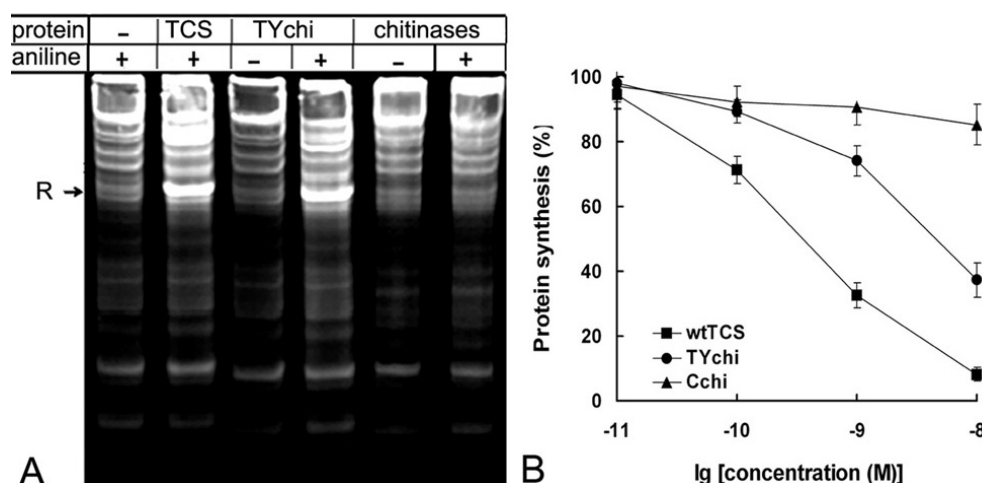 protein – TCS TYchi chitinases
aniline + + – + – +
R →
A
Protein synthesis (%)
100
80
60
40
20
0
wtTCS
TYchi
Cchi
-11 -10 -9 -8
lg [concentration (M)]
B